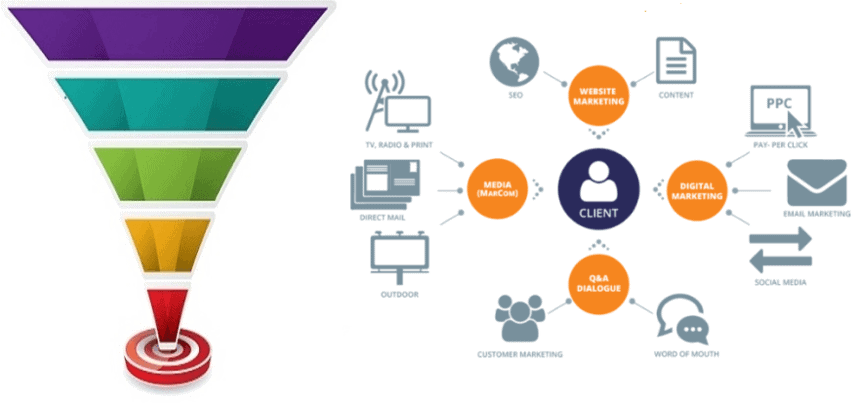 SEO
WEBSITE
MARKETING
CONTENT
TV, RADIO & PRINT
PPC
PAY- PER CLICK
MEDIA
(MARCOM)
DIRECT MAIL
CLIENT
DIGITAL
MARKETING
EMAIL MARKETING
OUTDOOR
SOCIAL MEDIA
Q&A
DIALOGUE
CUSTOMER MARKETING
WORD OF MOUTH